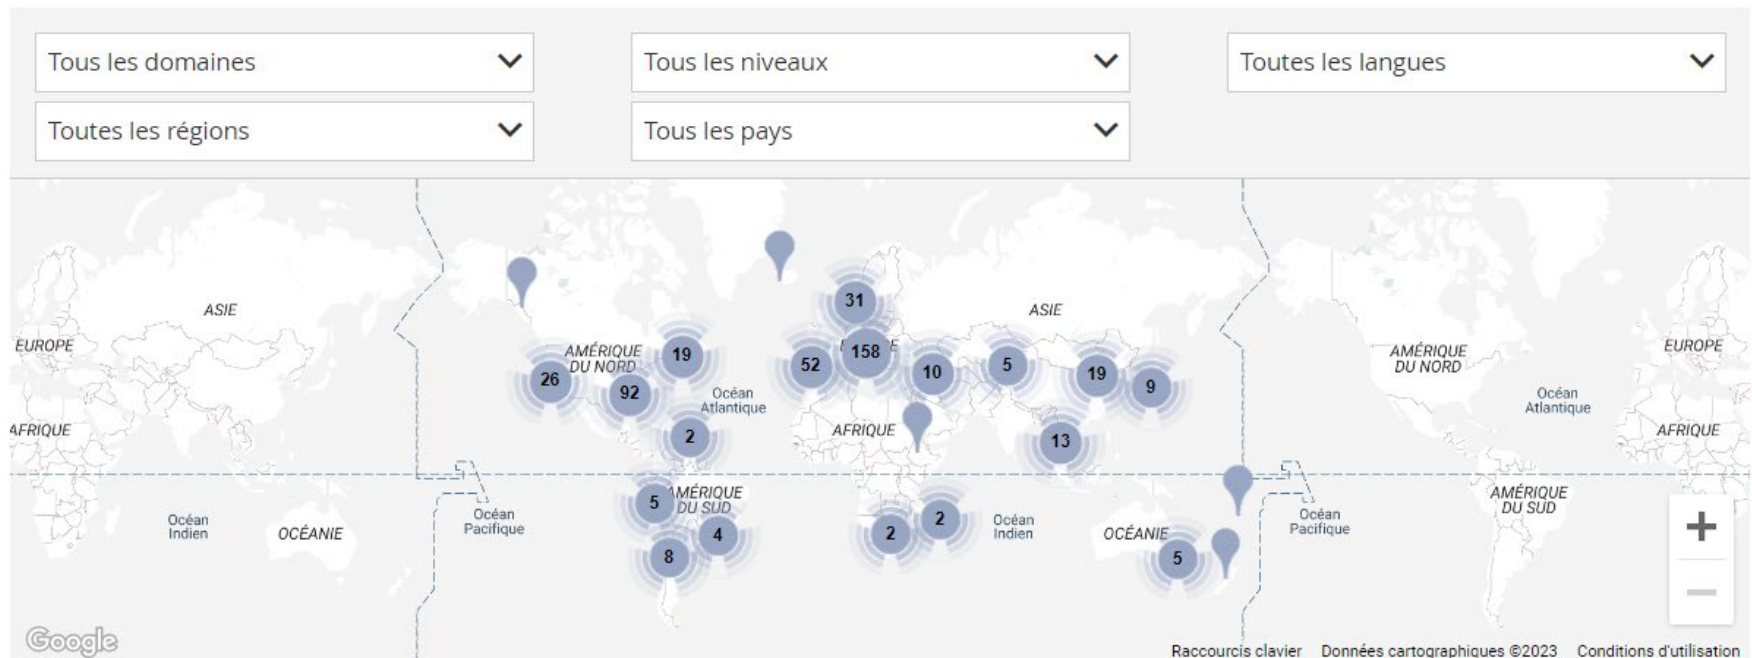 Tous les domaines
Tous les niveaux
Toutes les langues
Toutes les régions
Tous les pays
ASIE
31
ASIE
EUROPE
AMÉRIQUE
DU NORD
19
52
158
10
5
19
9
AMÉRIQUE
DU NORD
EUROPE
26
92
Océan
Atlantique
Océan
Atlantique
AFRIQUE
2
AFRIQUE
13
AFRIQUE
5
AMÉRIQUE
DU SUD
AMÉRIQUE
DU SUD
Océan
Indien
OCÉANIE
Océan
Pacifique
8
4
2
2
Océan
Indien
OCÉANIE
5
Océan
Pacifique
Google
Raccourcis clavier
Données cartographiques ©2023
Conditions d'utilisation